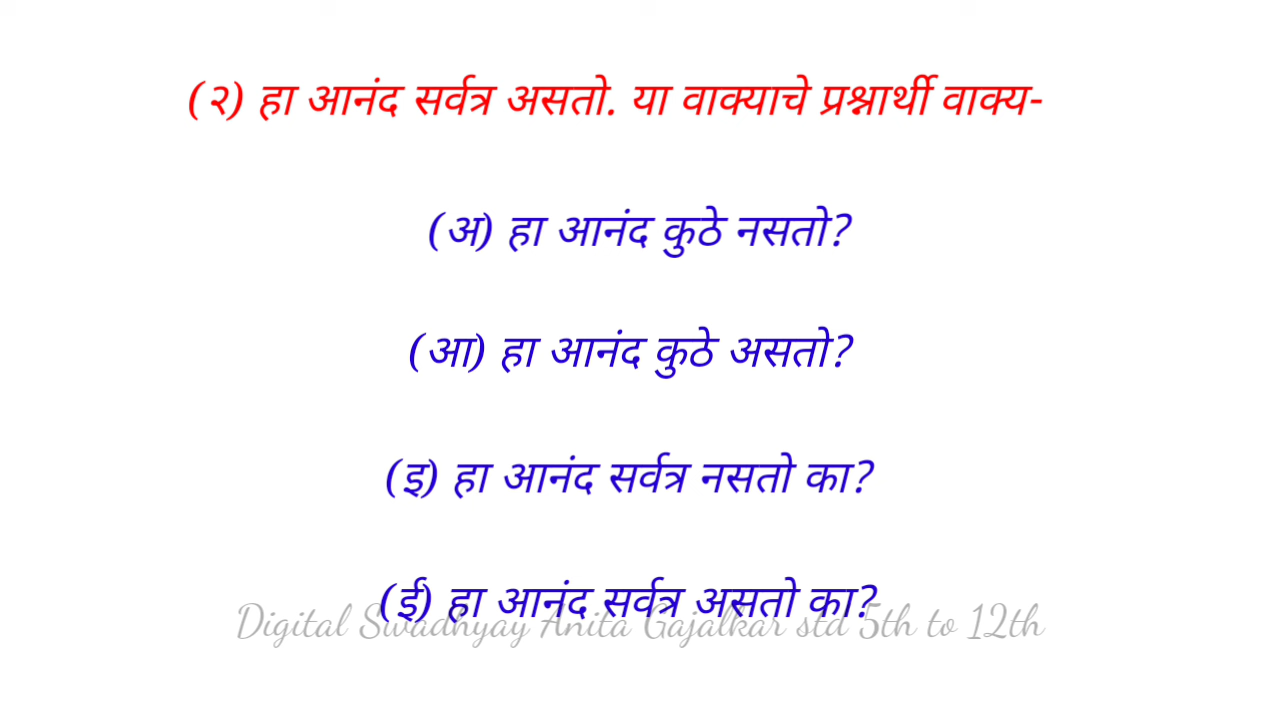 (२) हा आनंद सर्वत्र असतो. या वाक्याचे प्रश्नार्थी वाक्य-
(अ) हा आनंद कुठे नसतो?
(आ) हा आनंद कुठे असतो?
(इ) हा आनंद सर्वत्र नसतो का?
(ई) हा आनंद सर्वत्र असतो का?
Digital Swadhyay Anita Gajalkar std 5th to 12th